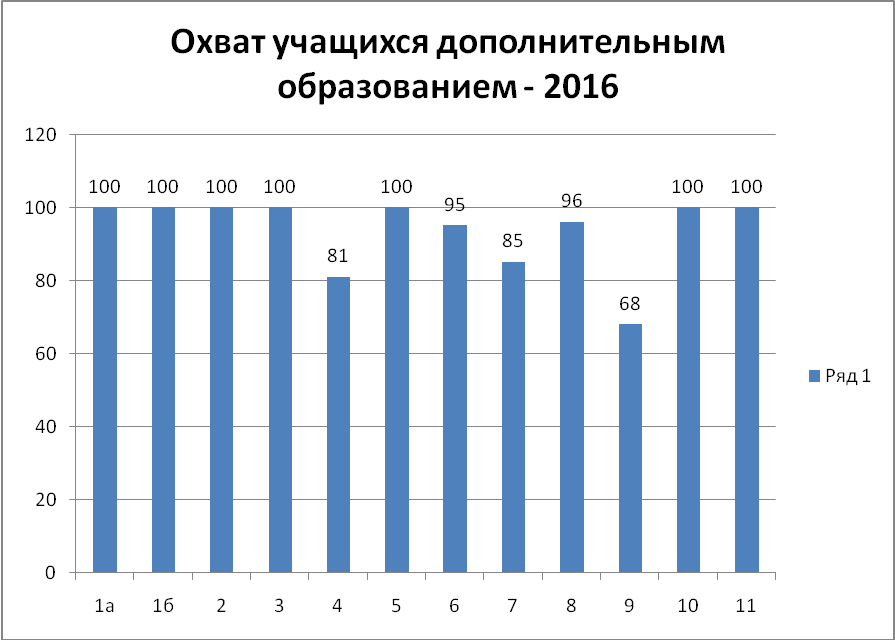 Охват учащихся дополнительным
образованием - 2016
120
100
80
60
40
20
0
100 100 100 100 81 100 95 85 96 68 100 100
1а 1б 2 3 4 5 6 7 8 9 10 11
Ряд 1